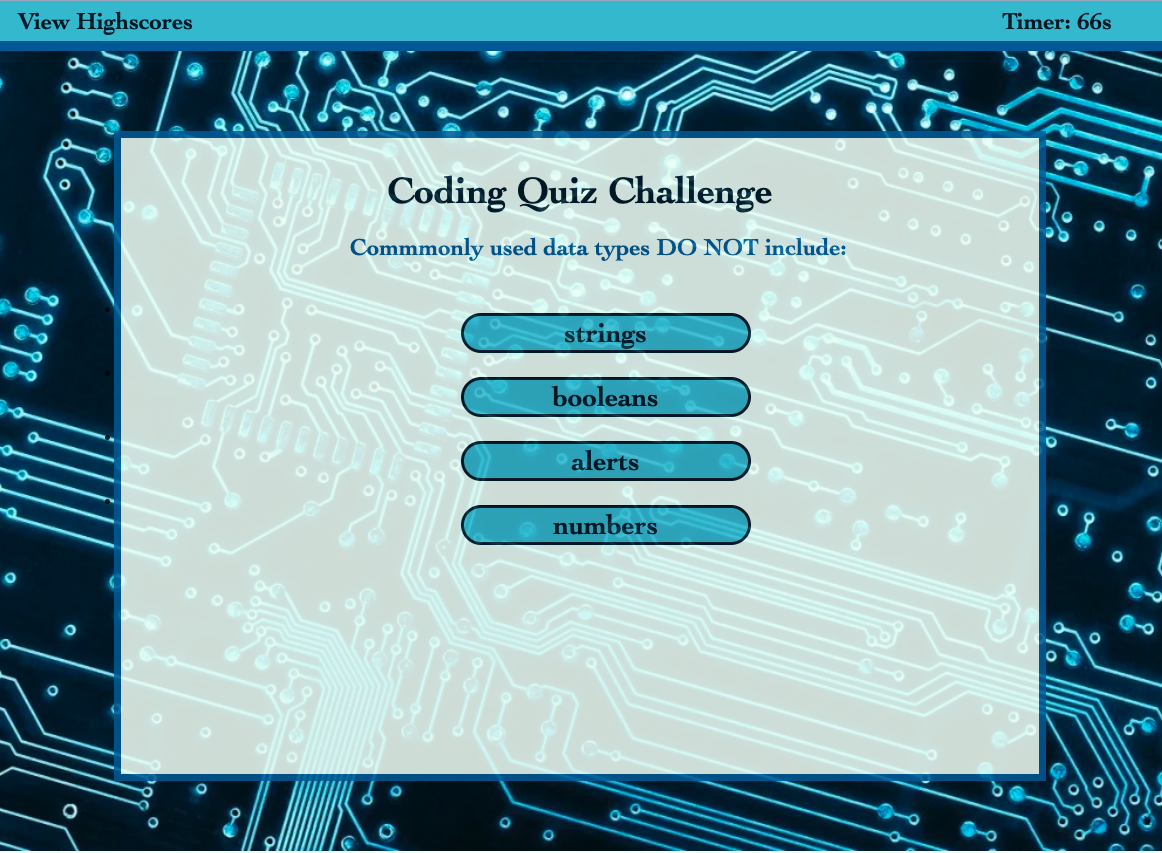 View Highscores
Timer: 66s
Coding Quiz Challenge
Commmonly used data types DO NOT include:
strings
booleans
alerts
numbers